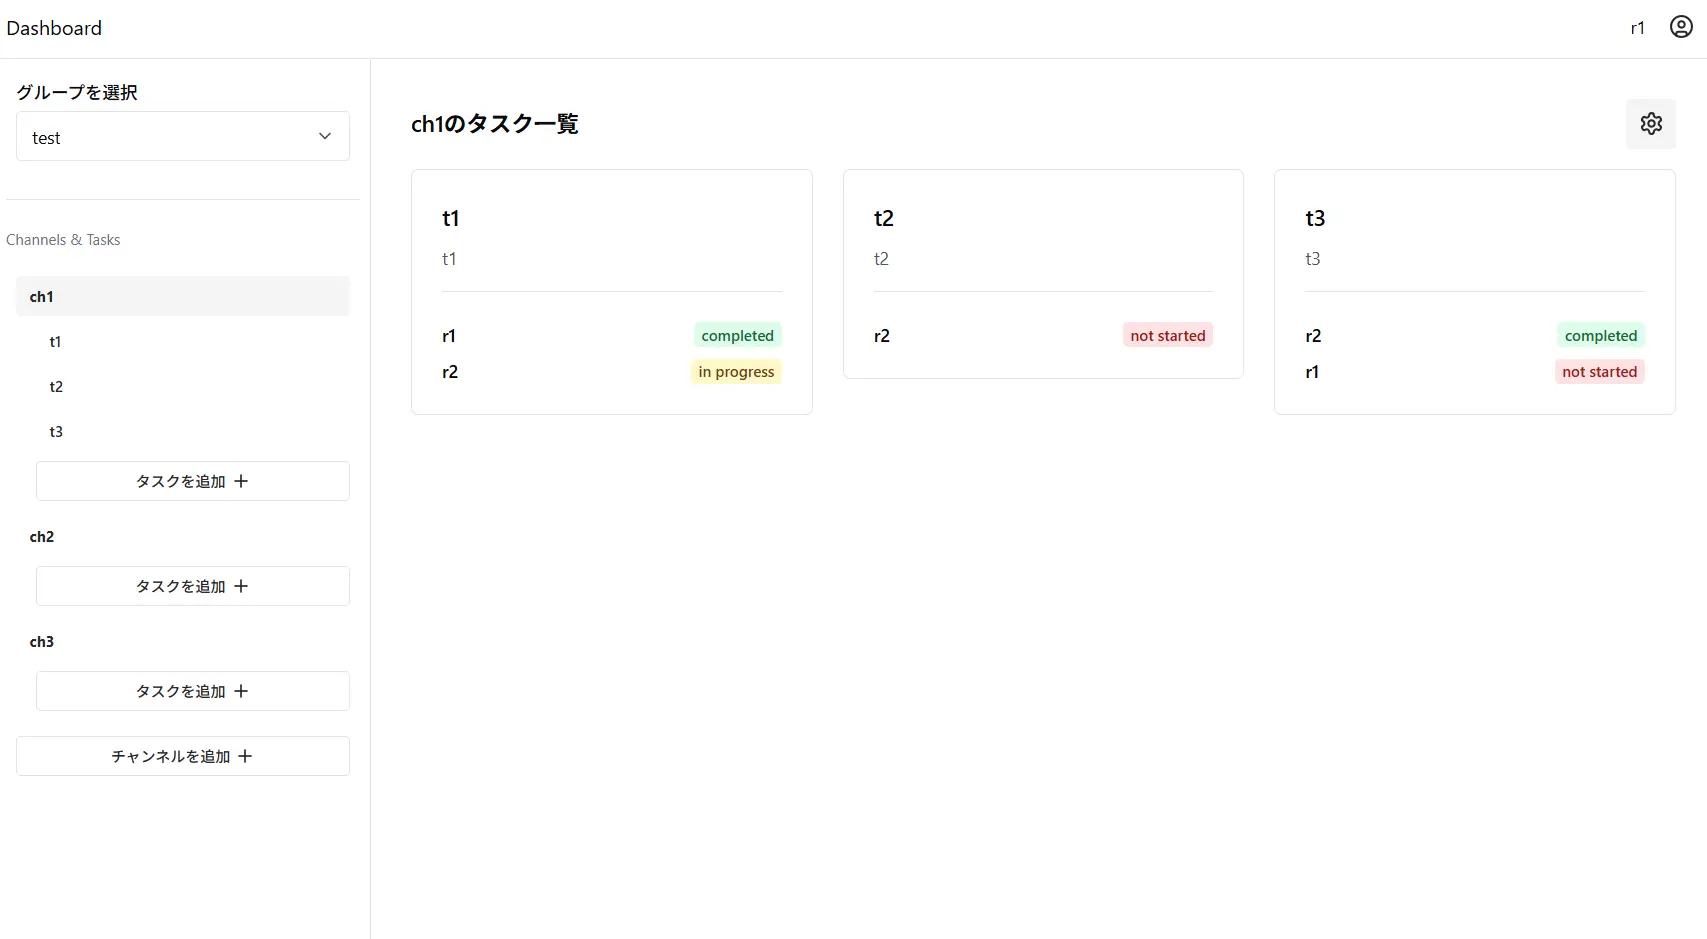 Dashboard
r1
グループを選択
test
Channels & Tasks
ch1
t1
t2
t3
タスクを追加
ch2
タスクを追加
ch3
タスクを追加
チャンネルを追加
ch1のタスク一覧
t1
t1
r1 completed
r2 in progress
t2
t2
r2 not started
t3
t3
r2 completed
r1 not started